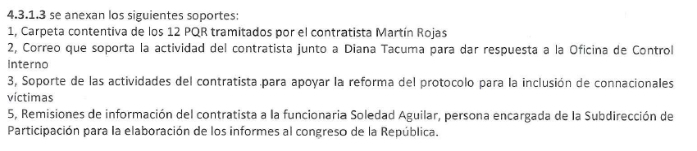 4.3.1.3 se anexan los siguientes soportes:
1, Carpeta contentiva de los 12 PQR tramitados por el contratista Martín Rojas
2, Correo que soporta la actividad del contratista junto a Diana Tacuma para dar respuesta a la Oficina de Control
Interno
3, Soporte de las actividades del contratista para apoyar la reforma del protocolo para la inclusión de connacionales
víctimas
5, Remisiones de información del contratista a la funcionaria Soledad Aguilar, persona encargada de la Subdirección de
Participación para la elaboración de los informes al congreso de la República.